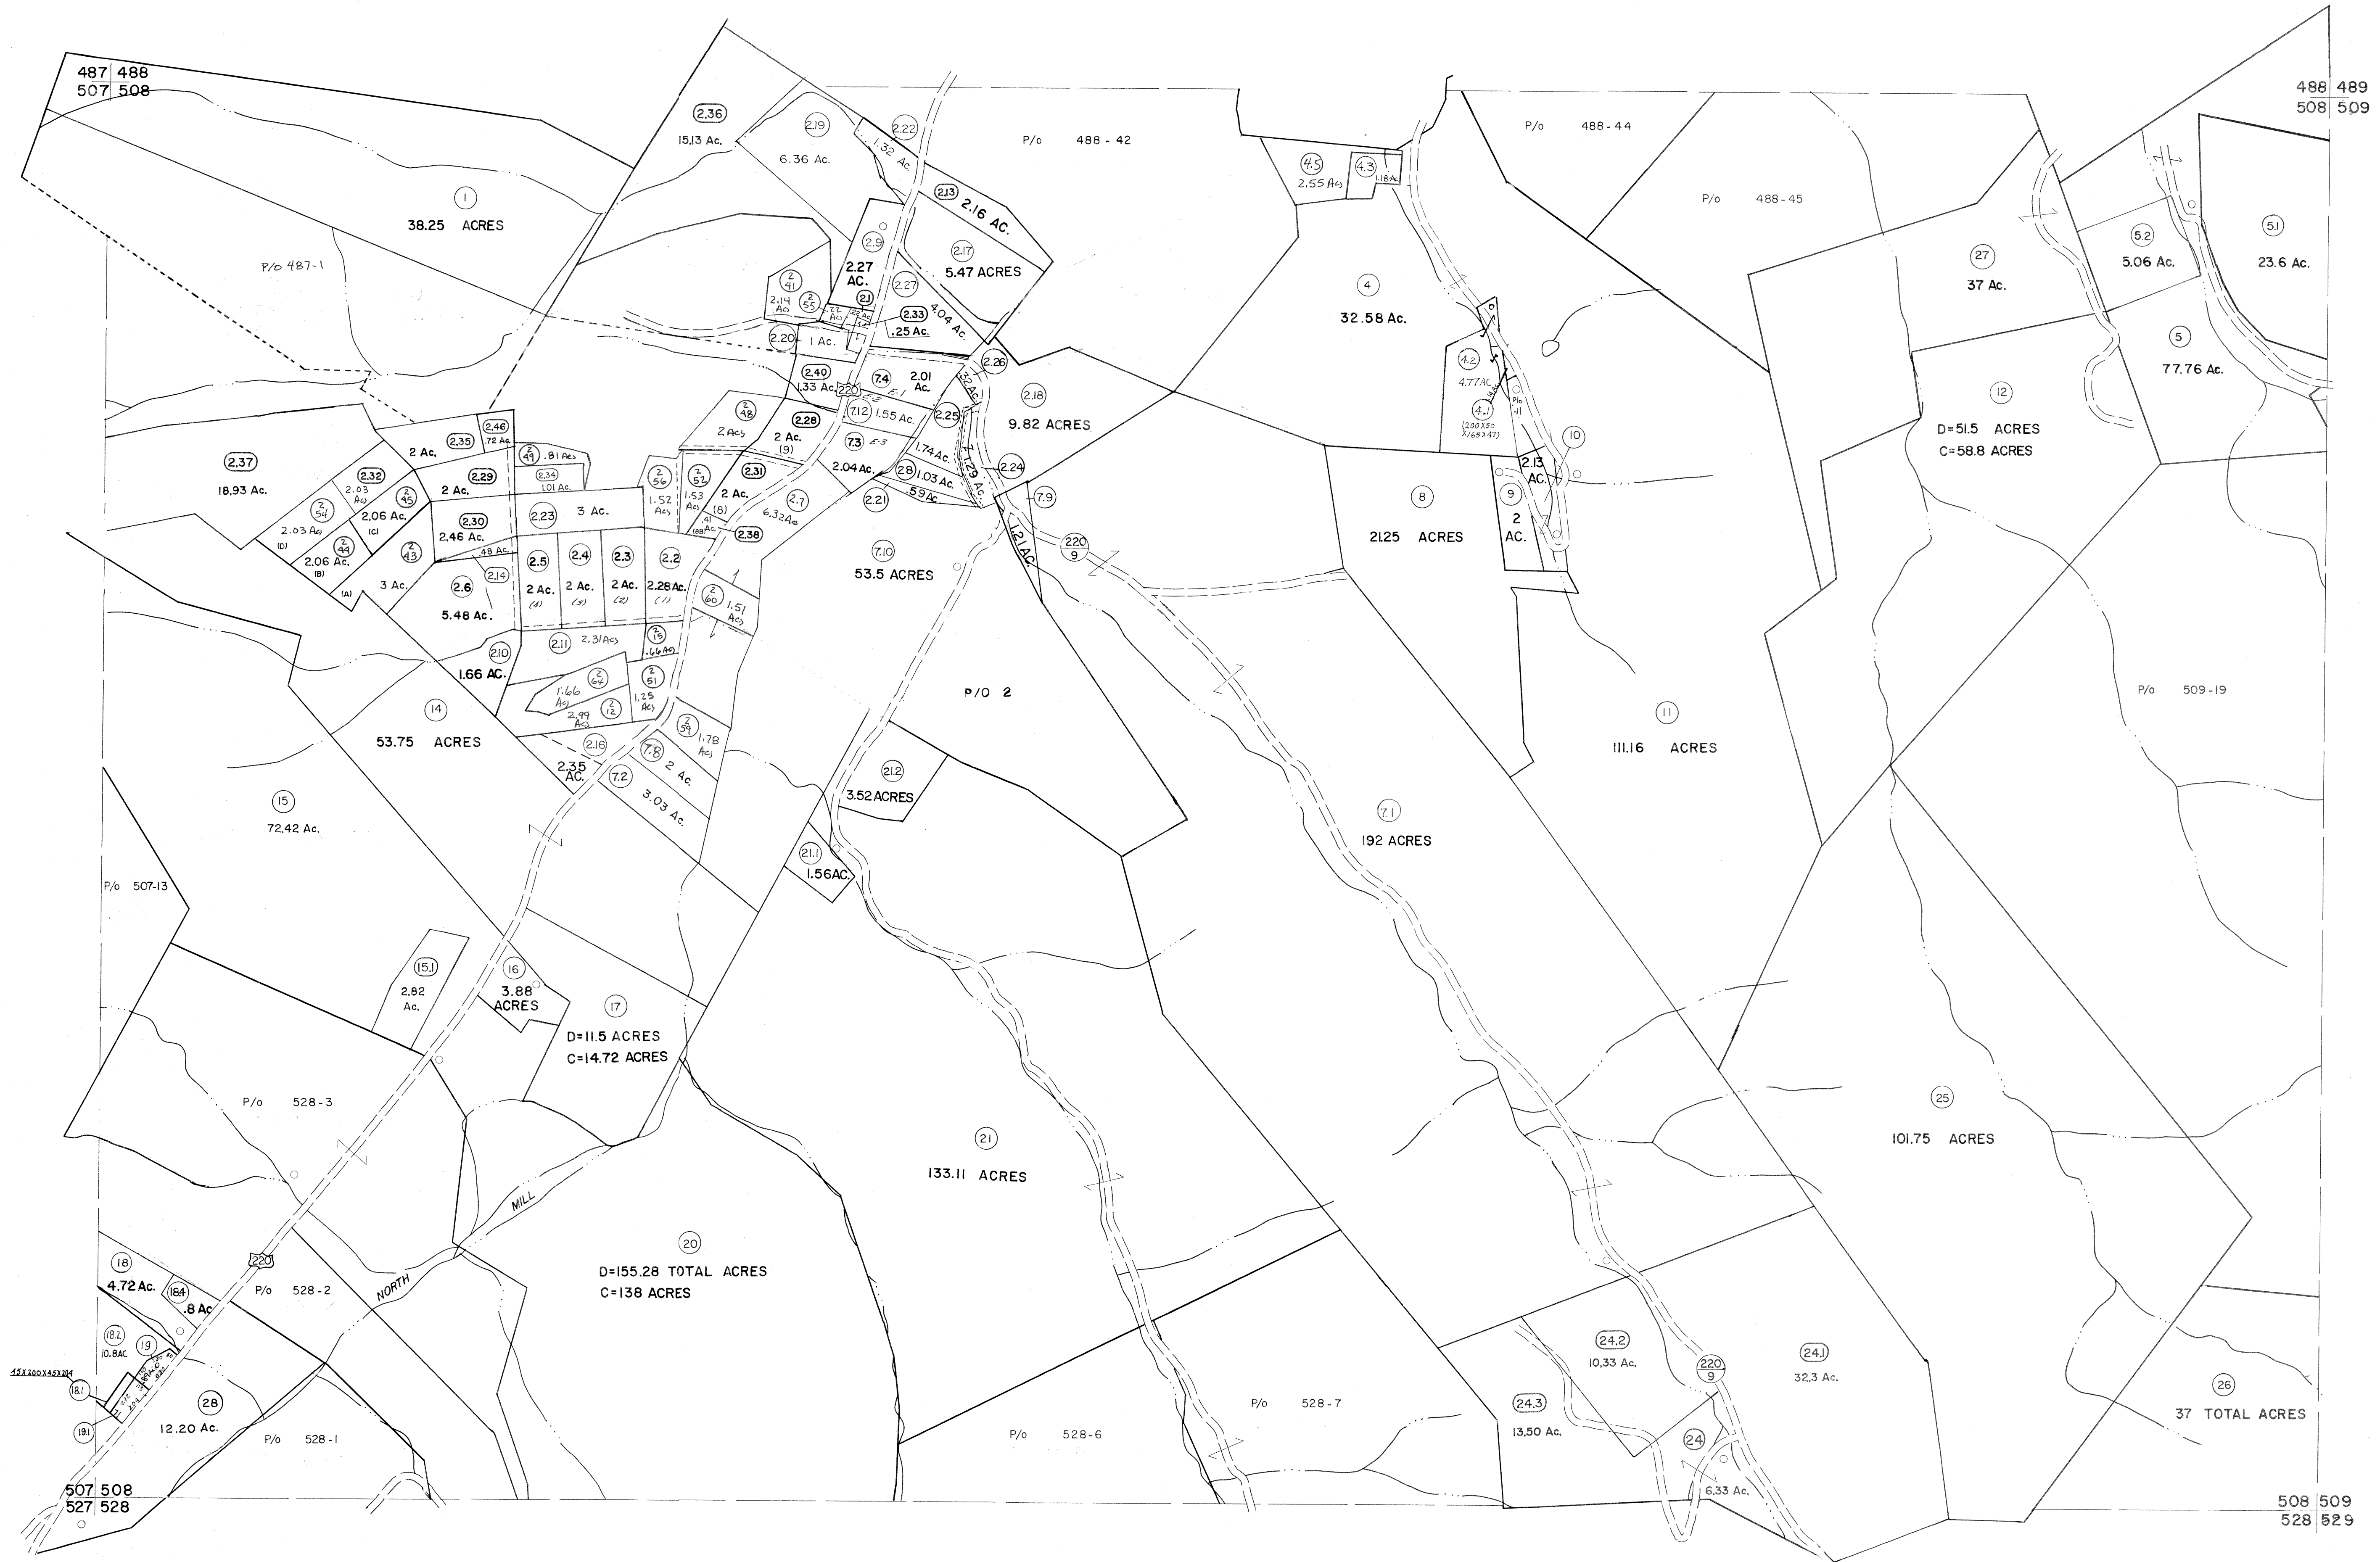 487 488
507 508
488 489
508 509
2.36
15.13 Ac.
2.19
6.36 Ac.
2.22
1.32 Ac.
P/o 488-42
P/o 488-44
P/o 488-45
4.5
2.55 Acs
4.3
1.18 Ac
1
38.25 ACRES
P/o 487-1
2.13
2.16 AC.
2.9
2.27
AC.
2.17
5.47 ACRES
2.27
4.04 Ac.
2
41
2.14
Acs
2
55
.22
Acs
2.1
2.33
.25 Ac.
2.20
1 Ac.
4
32.58 Ac.
27
37 Ac.
5.2
5.06 Ac.
5.1
23.6 Ac.
5
77.76 Ac.
12
D=51.5 ACRES
C=58.8 ACRES
2.26
.32 Ac.
2.40
1.33 Ac.
220
7.4
2.01
Ac.
E-1
E-2
7.12
1.55 Ac.
2.25
7.3
E-3
2.04 Ac.
1.74 Ac.
2.18
9.82 ACRES
4.2
4.77 AC
4.1
(200X50
X165X47)
P/o
11
10
2.13
AC.
9
2
AC.
8
21.25 ACRES
2
48
2 Acs
2.28
2 Ac.
(9)
2.46
.72 Ac.
2.35
2 Ac.
2
49
.81 Acs
2.34
1.01 Ac.
2.37
18.93 Ac.
2.32
2.03
Acs
2
45
2.06 Ac.
(C)
2.29
2 Ac.
2
54
2.03 Acs
(D)
2
44
2.06 Ac.
(B)
2
43
3 Ac.
(A)
2.30
2.46 Ac.
.48 Ac.
2.14
2.23
3 Ac.
2
56
1.52
Acs
2
52
1.53
Acs
2.31
2 Ac.
(8)
.41
Ac.
2.38
2.7
6.32 Acs
28
1.03 Ac.
2.21
.59 Ac.
1.29 Ac.
2.24
7.9
1.21 AC.
220
9
7.10
53.5 ACRES
2.6
5.48 Ac.
2.5
2 Ac.
(4)
2.4
2 Ac.
(3)
2.3
2 Ac.
(2)
2.2
2.28 Ac.
(1)
2
60
1.51
Acs
2.10
1.66 AC.
2.11
2.31 Acs
2
15
.66 Acs
2
64
1.66
Acs
2
12
2.99
Acs
2
51
1.25
Acs
2
59
1.78
Acs
2.16
2.35
AC.
7.8
2 Ac.
7.2
3.03 Ac.
P/O 2
14
53.75 ACRES
15
72.42 Ac.
P/o 507-13
21.2
3.52 ACRES
21.1
1.56 AC.
7.1
192 ACRES
11
111.16 ACRES
P/o 509-19
15.1
2.82
Ac.
16
3.88
ACRES
17
D=11.5 ACRES
C=14.72 ACRES
P/o 528-3
21
133.11 ACRES
25
101.75 ACRES
NORTH MILL
20
D=155.28 TOTAL ACRES
C=138 ACRES
18
4.72 Ac.
18.4
.8 Ac
220
P/o 528-2
18.2
10.8 AC
19
45X200X45X204
18.1
19.1
28
12.20 Ac.
P/o 528-1
P/o 528-6
P/o 528-7
24.2
10.33 Ac.
24.3
13.50 Ac.
220
9
24.1
32.3 Ac.
24
6.33 Ac.
26
37 TOTAL ACRES
507 508
527 528
508 509
528 529